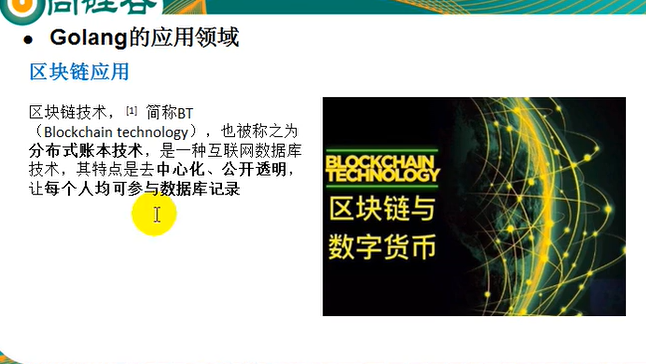 尚硅谷
● Golang的应用领域
区块链应用
区块链技术， [1] 简称BT
（Blockchain technology），也被称之为
分布式账本技术，是一种互联网数据库
技术，其特点是去中心化、公开透明，
让每个人均可参与数据库记录
BLOCKCHAIN
TECHNOLOGY
区块链与
数字货币